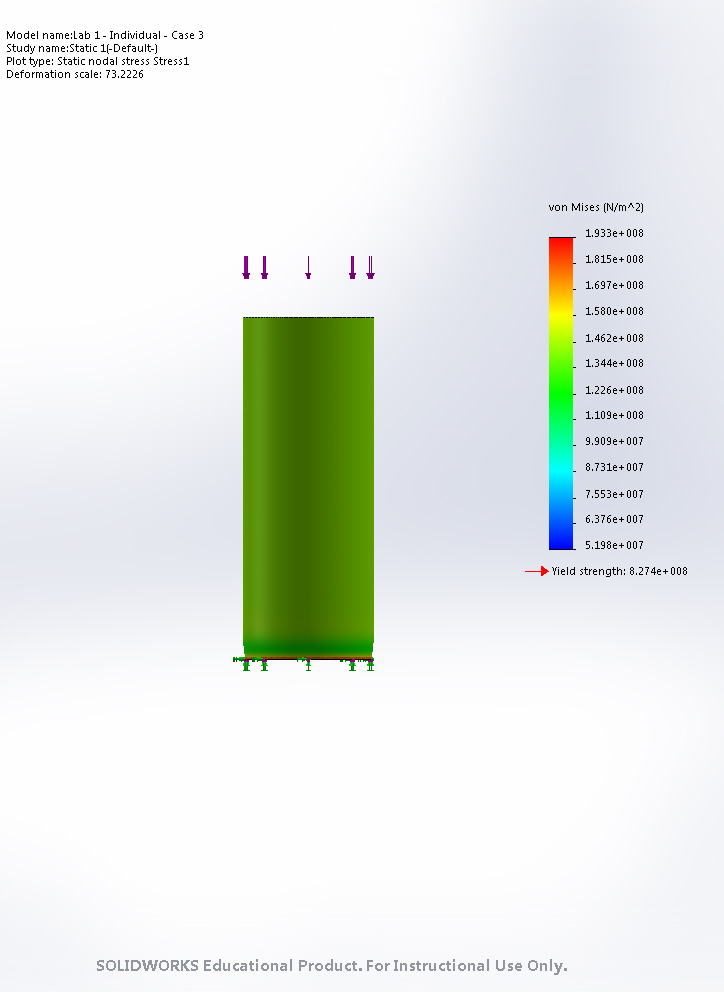 Model name:Lab 1 - Individual - Case 3
Study name:Static 1(-Default-)
Plot type: Static nodal stress Stress1
Deformation scale: 73.2226
von Mises (N/m^2)
1.933e+008
1.815e+008
1.697e+008
1.580e+008
1.462e+008
1.344e+008
1.226e+008
1.109e+008
9.909e+007
8.731e+007
7.553e+007
6.376e+007
5.198e+007
Yield strength: 8.274e+008
SOLIDWORKS Educational Product. For Instructional Use Only.